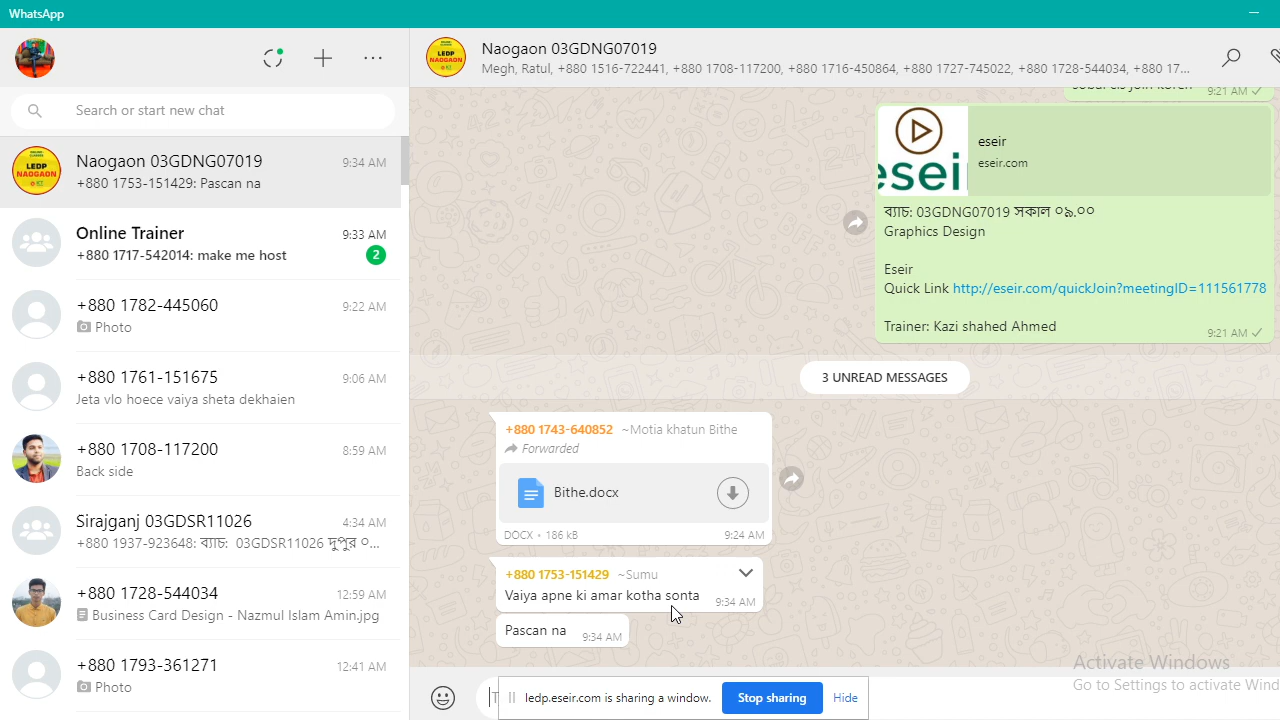 WhatsApp
Search or start new chat
ONLINE CLASSES
LEDP
NAOGAON
Naogaon 03GDNG07019
9:34 AM
+880 1753-151429: Pascan na
Online Trainer
9:33 AM
+880 1717-542014: make me host
2
+880 1782-445060
9:22 AM
Photo
+880 1761-151675
9:06 AM
Jeta vlo hoece vaiya sheta dekhaien
+880 1708-117200
8:59 AM
Back side
Sirajganj 03GDSR11026
4:34 AM
+880 1937-923648: ব্যাচ: 03GDSR11026 দুপুর ০...
+880 1728-544034
12:59 AM
Business Card Design - Nazmul Islam Amin.jpg
+880 1793-361271
12:41 AM
Photo
LEDP
NAOGAON
Naogaon 03GDNG07019
Megh, Ratul, +880 1516-722441, +880 1708-117200, +880 1716-450864, +880 1727-745022, +880 1728-544034, +880 17...
9:21 AM
esei
eseir
eseir.com
ব্যাচ: 03GDNG07019 সকাল ০৯.০০
Graphics Design
Eseir
Quick Link http://eseir.com/quickJoin?meetingID=111561778
Trainer: Kazi shahed Ahmed
9:21 AM
3 UNREAD MESSAGES
+880 1743-640852 ~Motia khatun Bithe
Forwarded
Bithe.docx
DOCX • 186 kB
9:24 AM
+880 1753-151429 ~Sumu
Vaiya apne ki amar kotha sonta
9:34 AM
Pascan na
9:34 AM
Activate Windows
Go to Settings to activate Wind
ledp.eseir.com is sharing a window.
Stop sharing
Hide